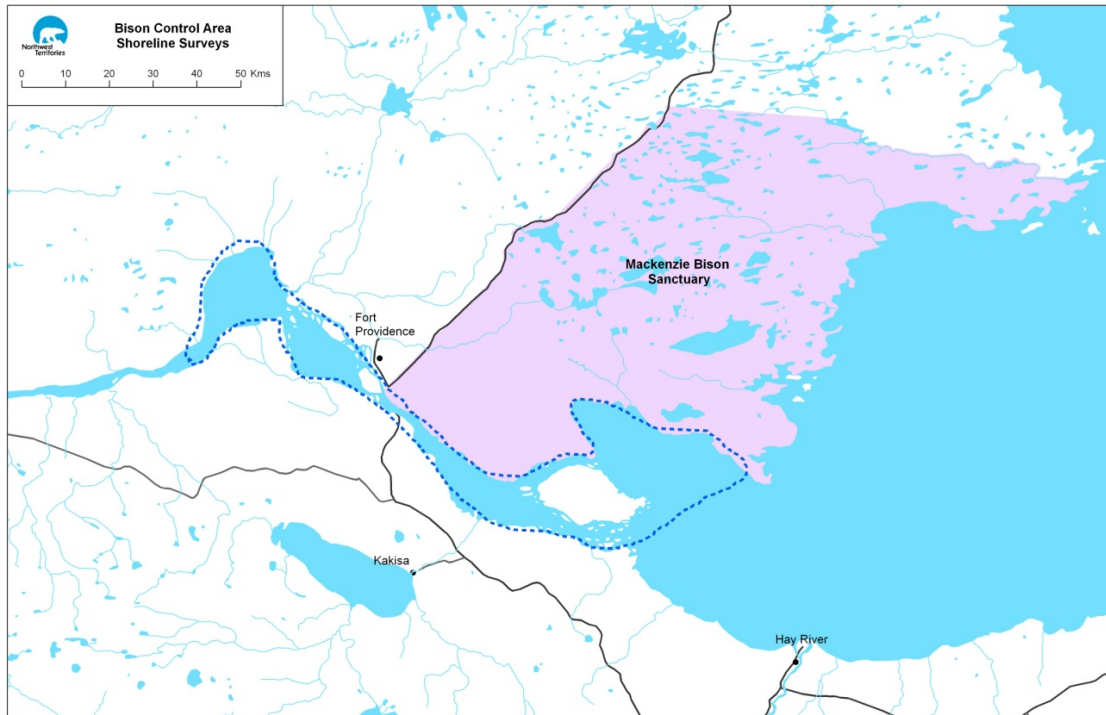 Northwest
Territories
Bison Control Area
Shoreline Surveys
0 10 20 30 40 50 Kms
Mackenzie Bison
Sanctuary
Fort
Providence
Kakisa
Hay River